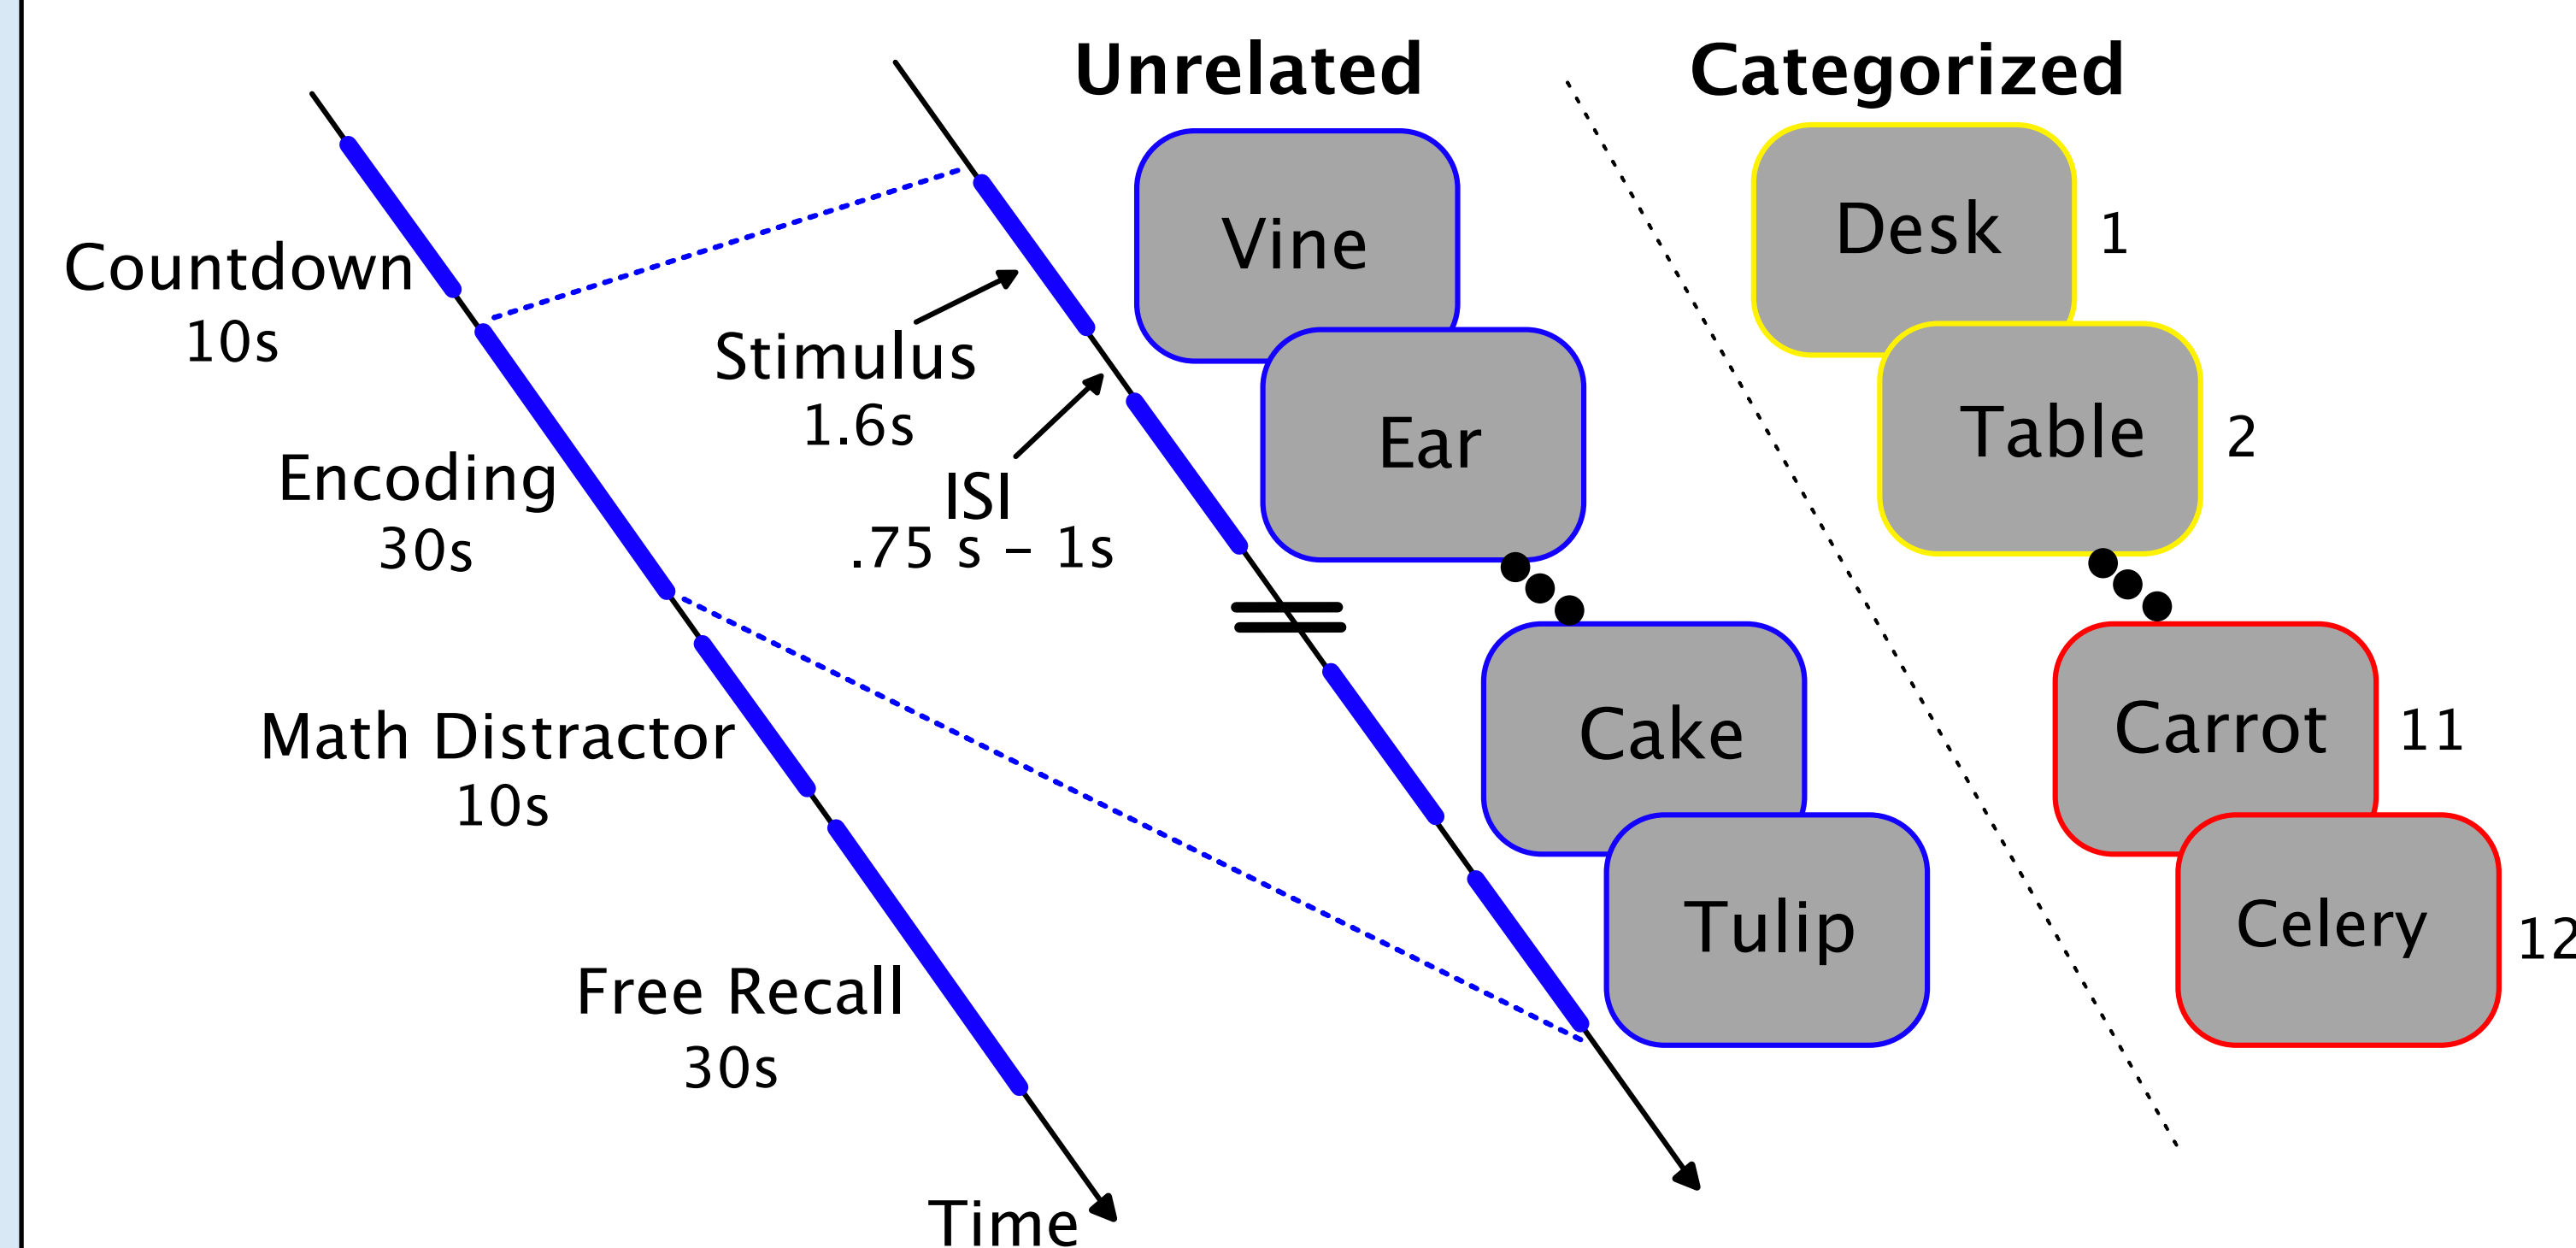 Unrelated
Categorized
Countdown
10s
Encoding
30s
Math Distractor
10s
Free Recall
30s
Time
Stimulus
1.6s
ISI
.75 s – 1s
Vine
Ear
Cake
Tulip
Desk 1
Table 2
Carrot 11
Celery 12